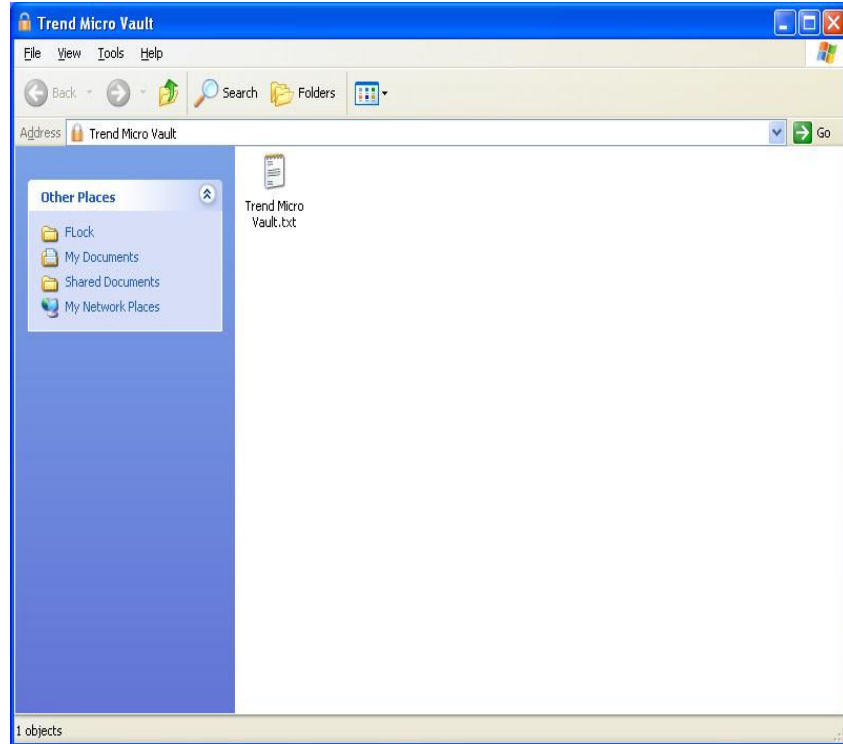 Trend Micro Vault
File View Tools Help
Back Search Folders
Address Trend Micro Vault Go
Other Places
FLock
My Documents
Shared Documents
My Network Places
Trend Micro
Vault.txt
1 objects